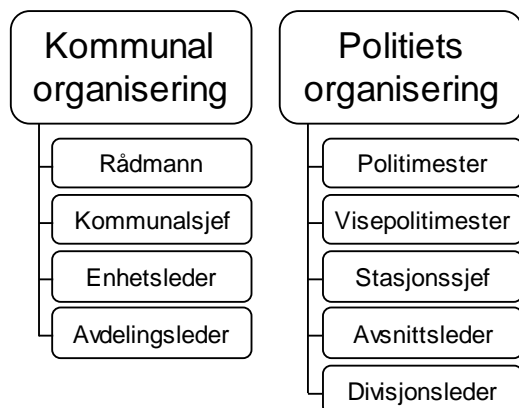 Kommunal
organisering
Rådmann
Kommunalsjef
Enhetsleder
Avdelingsleder
Politiets
organisering
Politimester
Visepolitimester
Stasjonssjef
Avsnittsleder
Divisjonsleder